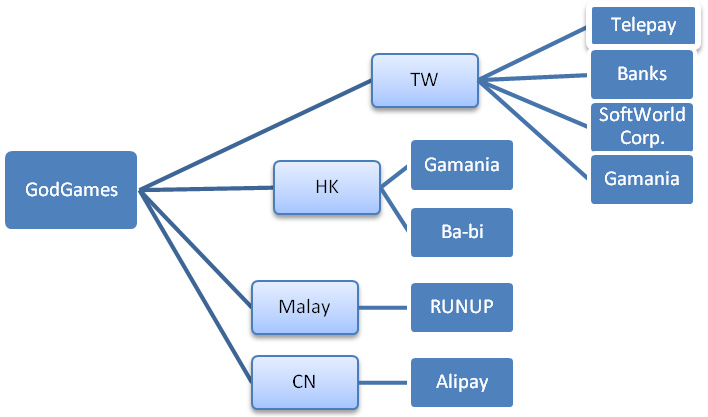 Telepay
TW
Banks
SoftWorld
Corp.
Gamania
GodGames
HK
Gamania
Ba-bi
Malay
RUNUP
CN
Alipay